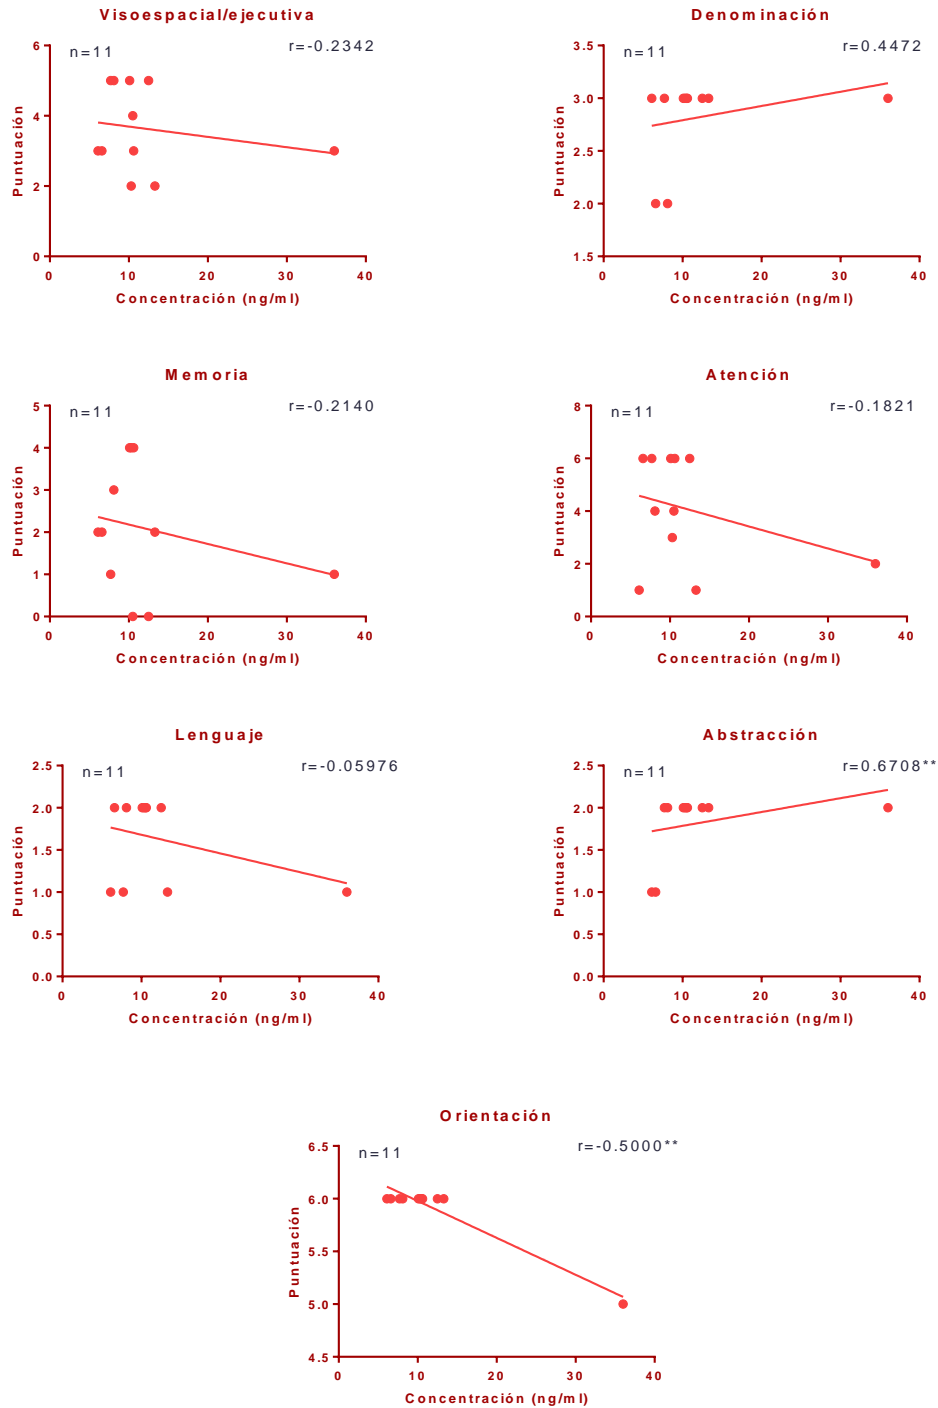 Visoespacial/ejecutiva
n=11
r=-0.2342
Puntuación
6
4
2
0
0 10 20 30 40
Concentración (ng/ml)
Denominación
n=11
r=0.4472
Puntuación
3.5
3.0
2.5
2.0
1.5
0 10 20 30 40
Concentración (ng/ml)
Memoria
n=11
r=-0.2140
Puntuación
5
4
3
2
1
0
0 10 20 30 40
Concentración (ng/ml)
Atención
n=11
r=-0.1821
Puntuación
8
6
4
2
0
0 10 20 30 40
Concentración (ng/ml)
Lenguaje
n=11
r=-0.05976
Puntuación
2.5
2.0
1.5
1.0
0.5
0.0
0 10 20 30 40
Concentración (ng/ml)
Abstracción
n=11
r=0.6708**
Puntuación
2.5
2.0
1.5
1.0
0.5
0.0
0 10 20 30 40
Concentración (ng/ml)
Orientación
n=11
r=-0.5000**
Puntuación
6.5
6.0
5.5
5.0
4.5
0 10 20 30 40
Concentración (ng/ml)